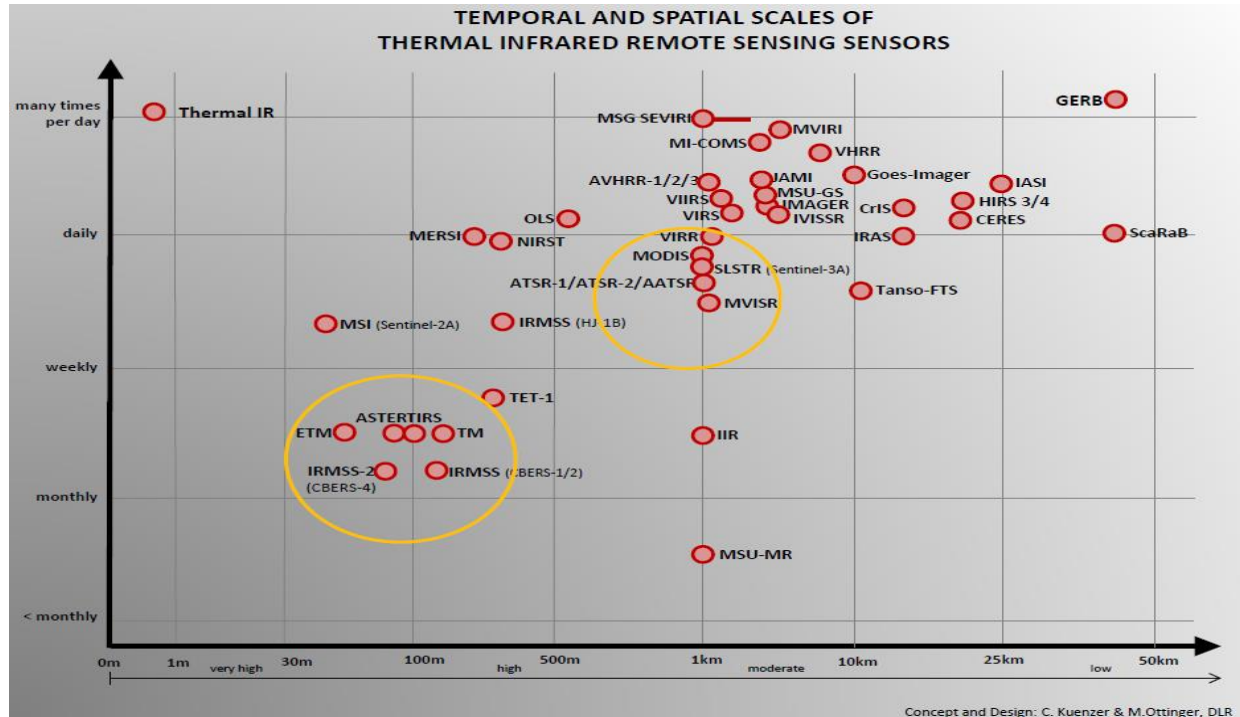 TEMPORAL AND SPATIAL SCALES OF
THERMAL INFRARED REMOTE SENSING SENSORS
many times
per day
Thermal IR
GERB
MSG SEVIRI
MVIRI
MI-COMS
VHRR
Goes-Imager
AVHRR-1/2/3
JAMI
IASI
VIIRS
MSU-GS
IMAGER
HIRS 3/4
VIRS
IVISSR
CrIS
CERES
OLS
daily
MERSI
NIRST
VIRR
IRAS
ScaRaB
MODIS
SLSTR (Sentinel-3A)
ATSR-1/ATSR-2/AATSR
Tanso-FTS
MVISR
MSI (Sentinel-2A)
IRMSS (HJ-1B)
weekly
TET-1
ASTERTIRS
ETM
TM
IIR
IRMSS-2
(CBERS-4)
IRMSS (CBERS-1/2)
monthly
MSU-MR
< monthly
0m 1m 30m 100m 500m 1km 10km 25km 50km
very high high moderate low
Concept and Design: C. Kuenzer & M.Ottinger, DLR